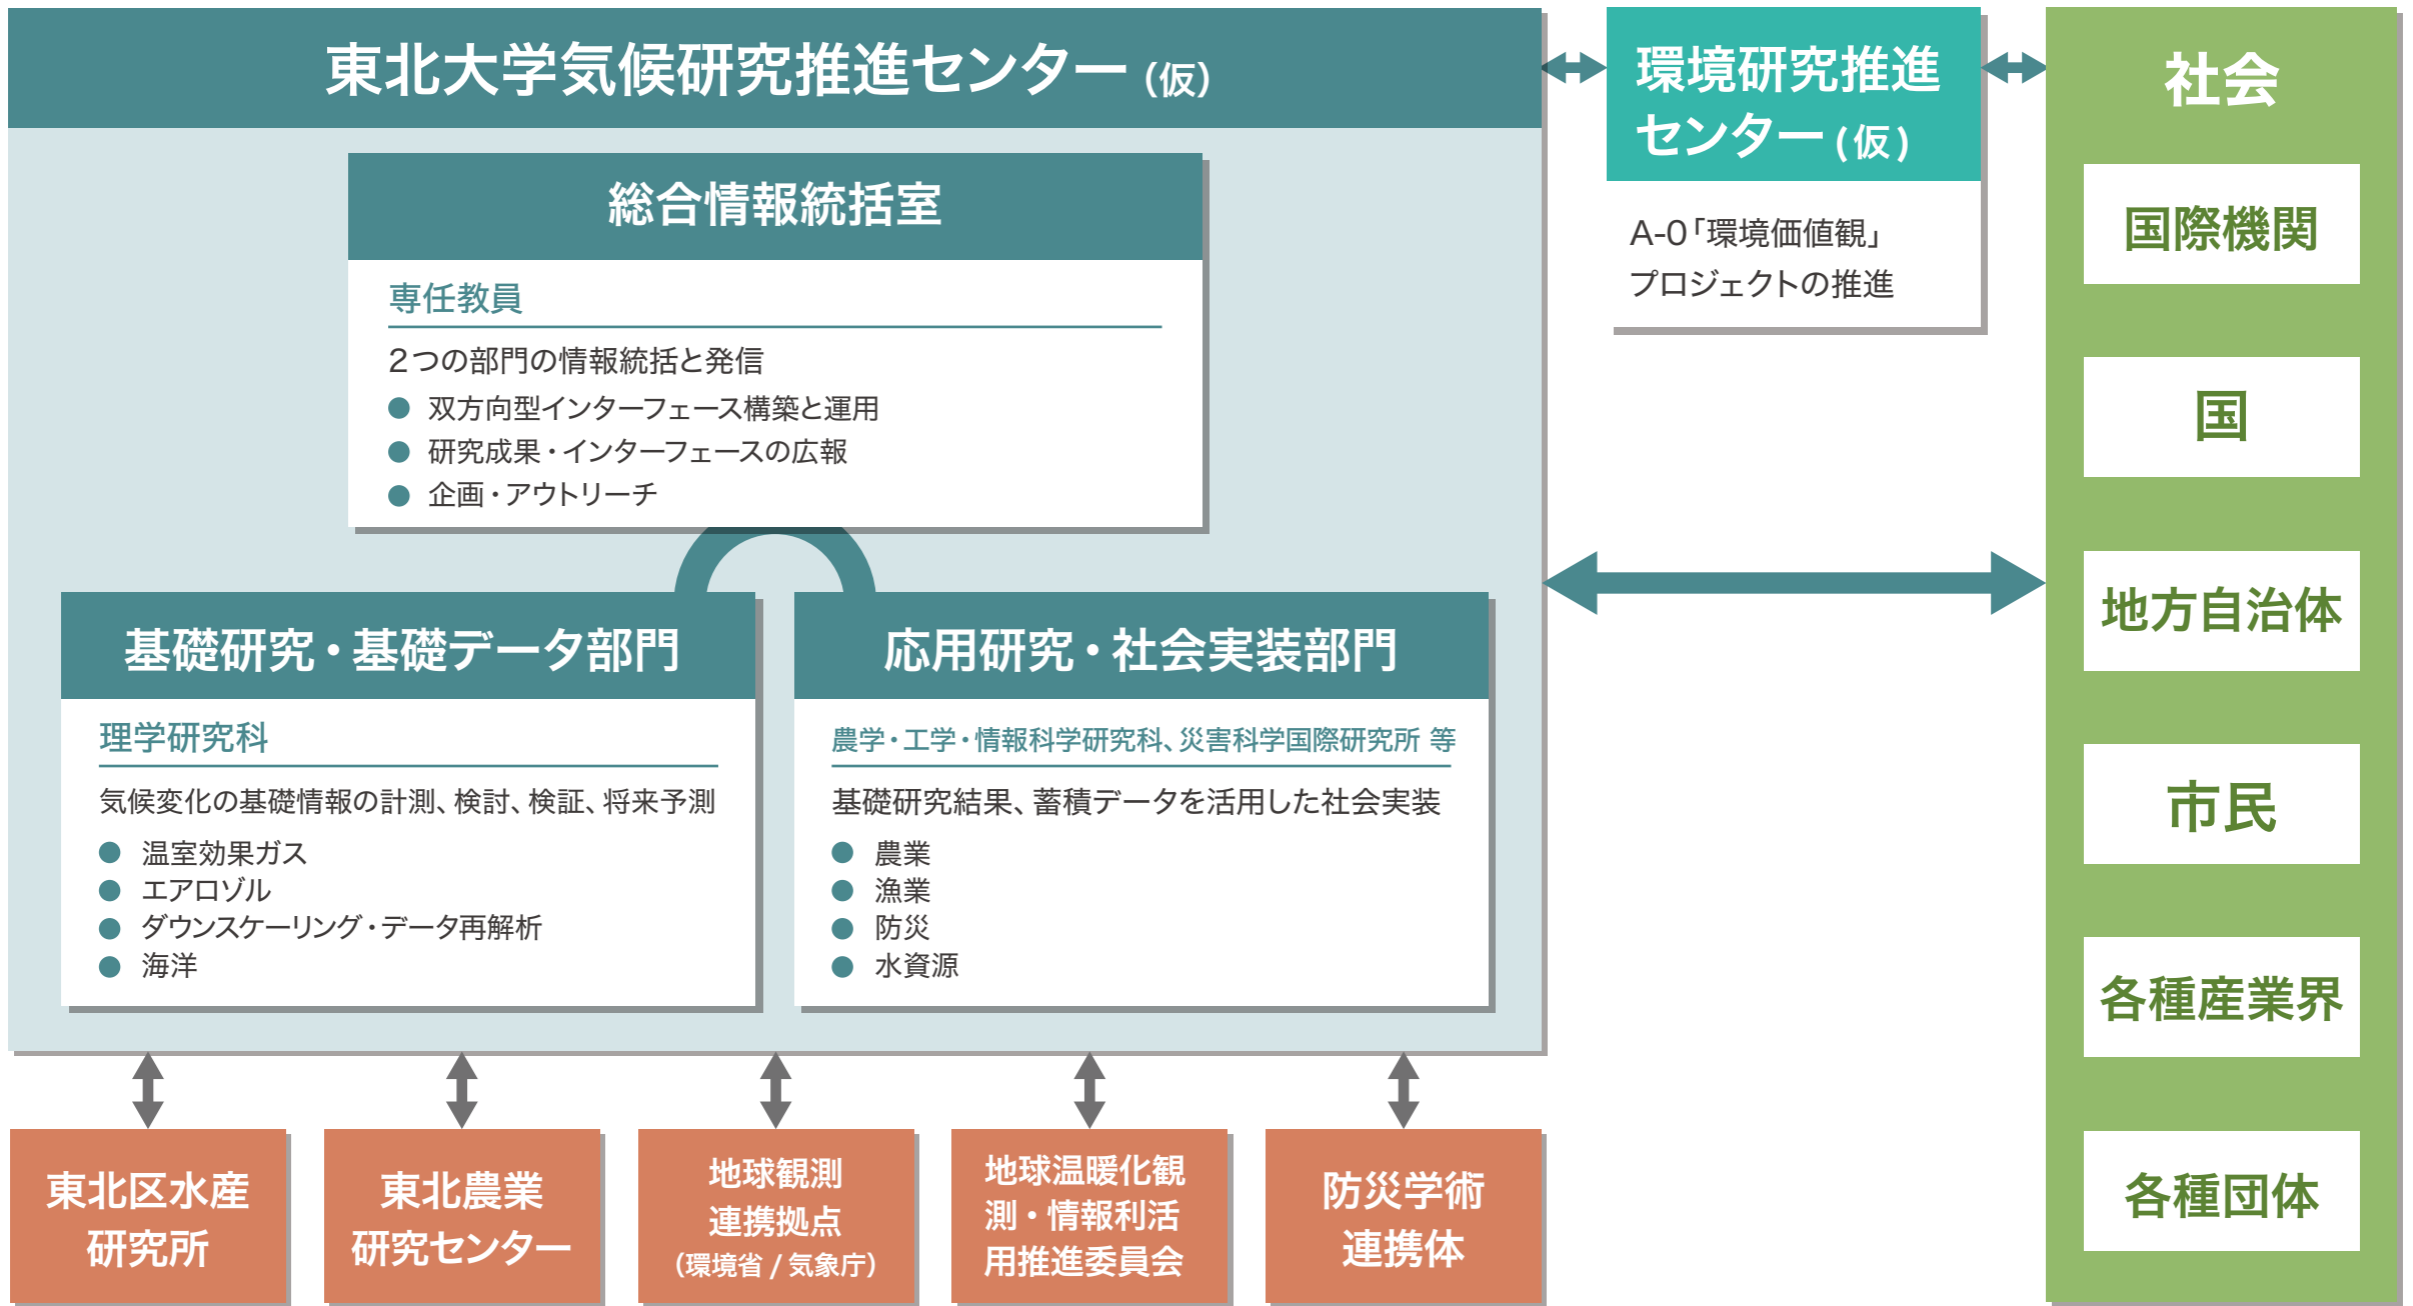 東北大学気候研究推進センター（仮）
総合情報統括室
専任教員
2つの部門の情報統括と発信
● 双方向型インターフェース構築と運用
● 研究成果・インターフェースの広報
● 企画・アウトリーチ
基礎研究・基礎データ部門
理学研究科
気候変化の基礎情報の計測、検討、検証、将来予測
● 温室効果ガス
● エアロゾル
● ダウンスケーリング・データ再解析
● 海洋
応用研究・社会実装部門
農学・工学・情報科学研究科、災害科学国際研究所 等
基礎研究結果、蓄積データを活用した社会実装
● 農業
● 漁業
● 防災
● 水資源
環境研究推進
センター(仮)
A-0「環境価値観」
プロジェクトの推進
社会
国際機関
国
地方自治体
市民
各種産業界
各種団体
東北区水産
研究所
東北農業
研究センター
地球観測
連携拠点
（環境省 / 気象庁）
地球温暖化観
測・情報利活
用推進委員会
防災学術
連携体